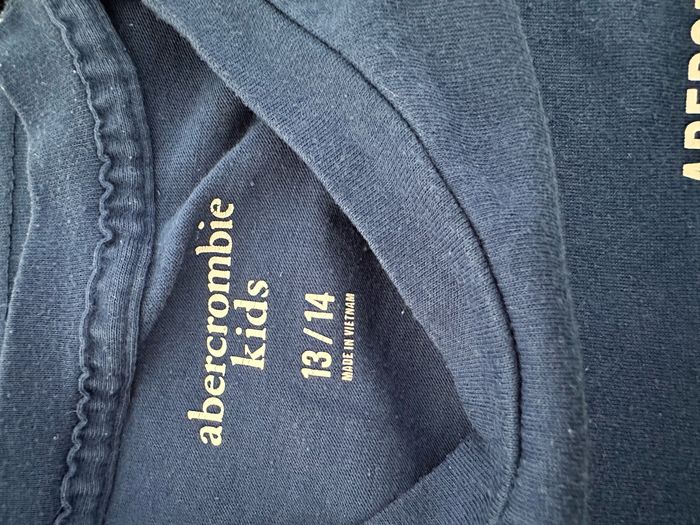 abercrombie
kids
13 / 14
MADE IN VIETNAM